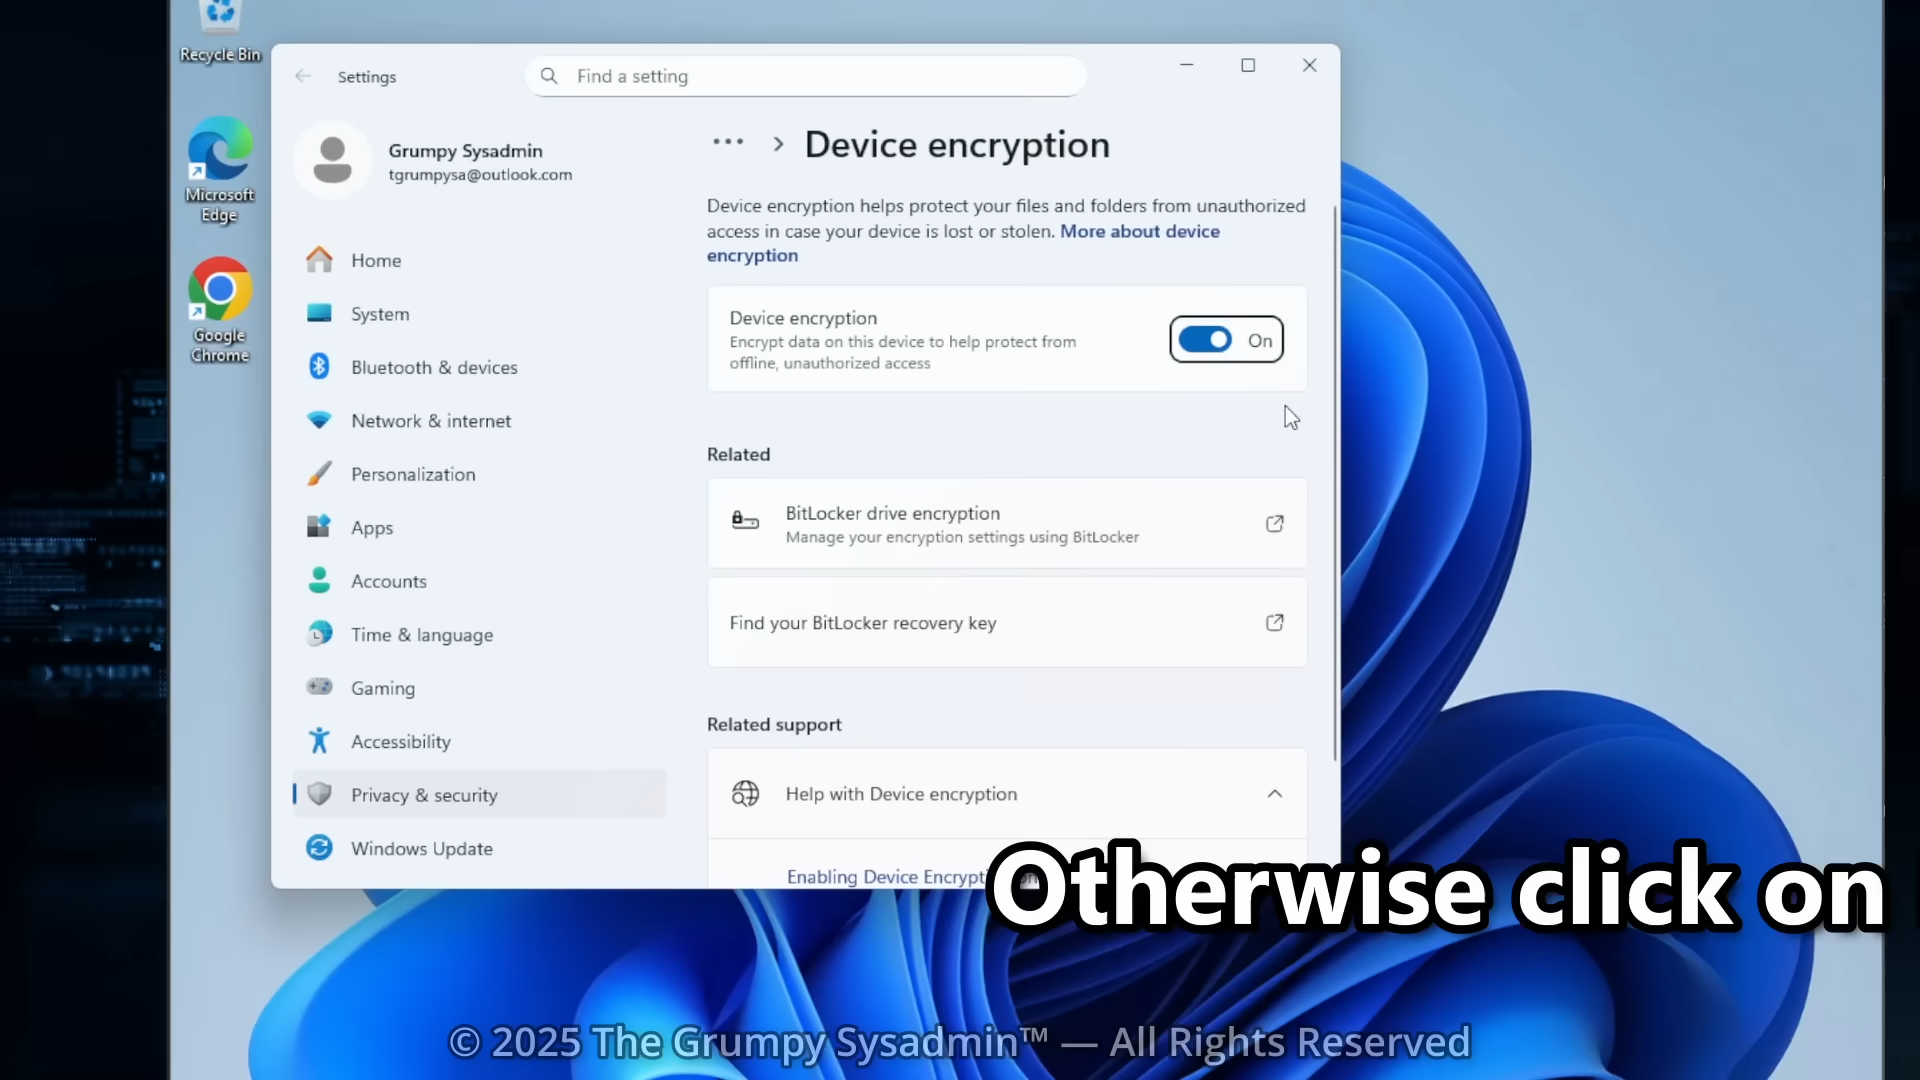 Recycle Bin
Microsoft
Edge
Google
Chrome
Settings
Find a setting
Grumpy Sysadmin
tgrumpysa@outlook.com
Home
System
Bluetooth & devices
Network & internet
Personalization
Apps
Accounts
Time & language
Gaming
Accessibility
Privacy & security
Windows Update
··· > Device encryption
Device encryption helps protect your files and folders from unauthorized
access in case your device is lost or stolen. More about device
encryption
Device encryption
Encrypt data on this device to help protect from
offline, unauthorized access
On
Related
BitLocker drive encryption
Manage your encryption settings using BitLocker
Find your BitLocker recovery key
Related support
Help with Device encryption
Enabling Device Encryption
Otherwise click on
© 2025 The Grumpy Sysadmin™ — All Rights Reserved